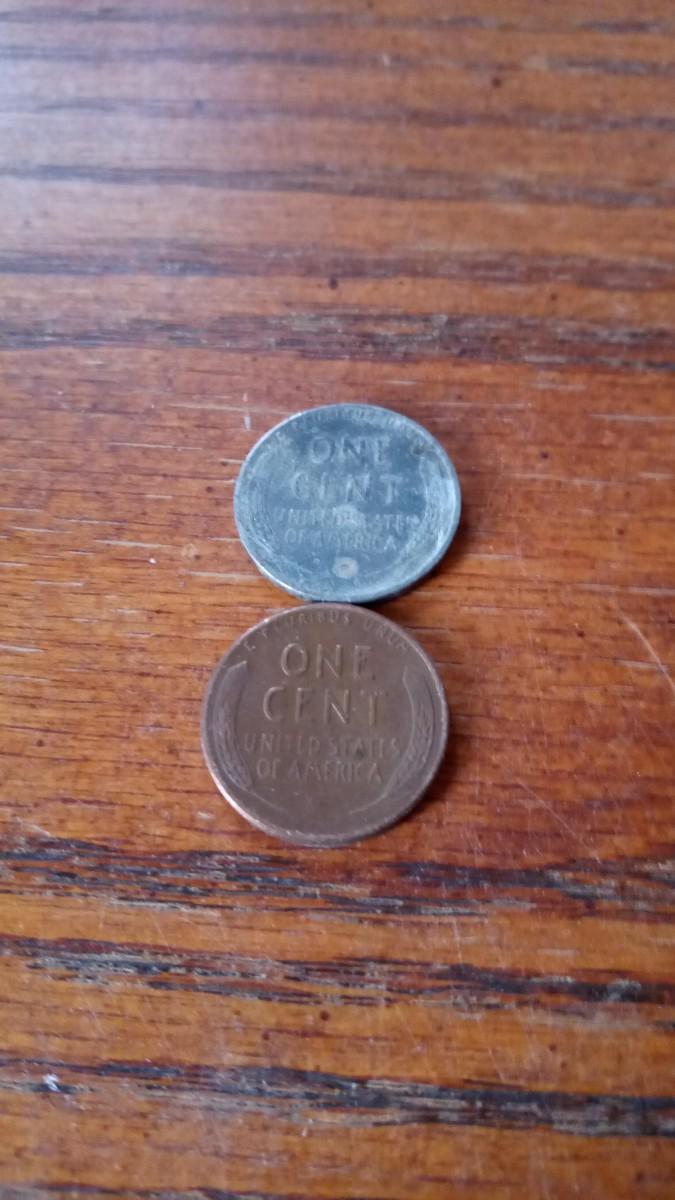 ONE
CENT
UNITED STATES
OF AMERICA
E PLURIBUS UNUM
ONE
CENT
UNITED STATES
OF AMERICA